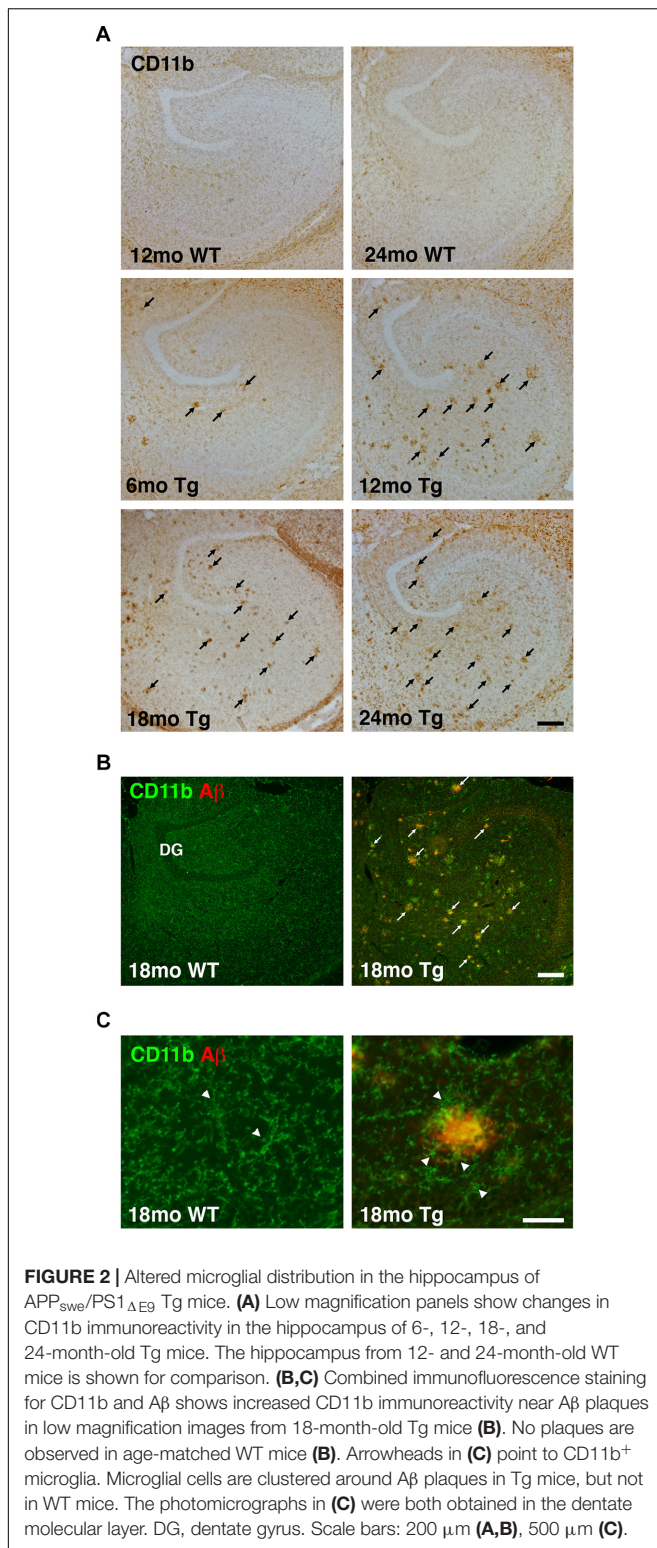 A
CD11b
12mo WT
24mo WT
6mo Tg
12mo Tg
18mo Tg
24mo Tg
B
CD11b Aβ
DG
18mo WT
18mo Tg
C
CD11b Aβ
18mo WT
18mo Tg
FIGURE 2 | Altered microglial distribution in the hippocampus of
APPswe/PS1ΔE9 Tg mice. (A) Low magnification panels show changes in
CD11b immunoreactivity in the hippocampus of 6-, 12-, 18-, and
24-month-old Tg mice. The hippocampus from 12- and 24-month-old WT
mice is shown for comparison. (B,C) Combined immunofluorescence staining
for CD11b and Aβ shows increased CD11b immunoreactivity near Aβ plaques
in low magnification images from 18-month-old Tg mice (B). No plaques are
observed in age-matched WT mice (B). Arrowheads in (C) point to CD11b+
microglia. Microglial cells are clustered around Aβ plaques in Tg mice, but not
in WT mice. The photomicrographs in (C) were both obtained in the dentate
molecular layer. DG, dentate gyrus. Scale bars: 200 μm (A,B), 500 μm (C).